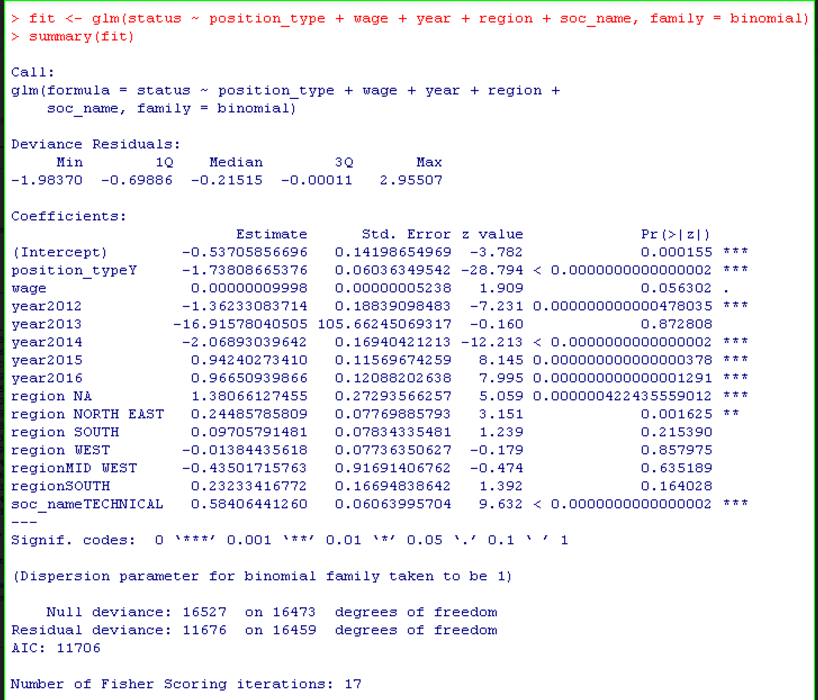 > fit <- glm(status ~ position_type + wage + year + region + soc_name, family = binomial)
> summary(fit)
Call:
glm(formula = status ~ position_type + wage + year + region +
soc_name, family = binomial)
Deviance Residuals:
Min 1Q Median 3Q Max
-1.98370 -0.69886 -0.21515 -0.00011 2.95507
Coefficients:
Estimate Std. Error z value Pr(>|z|)
(Intercept) -0.53705856696 0.14198654969 -3.782 0.000155 ***
position_typeY -1.73808665376 0.06036349542 -28.794 < 0.0000000000000002 ***
wage 0.00000009998 0.00000005238 1.909 0.056302 .
year2012 -1.36233083714 0.18839098483 -7.231 0.000000000000478035 ***
year2013 -16.91578040505 105.66245069317 -0.160 0.872808
year2014 -2.06893039642 0.16940421213 -12.213 < 0.0000000000000002 ***
year2015 0.94240273410 0.11569674259 8.145 0.000000000000000378 ***
year2016 0.96650939866 0.12088202638 7.995 0.000000000000001291 ***
region NA 1.38066127455 0.27293566257 5.059 0.000000422435559012 ***
region NORTH EAST 0.24485785809 0.07769885793 3.151 0.001625 **
region SOUTH 0.09705791481 0.07834335481 1.239 0.215390
region WEST -0.01384435618 0.07736350627 -0.179 0.857975
regionMID WEST -0.43501715763 0.91691406762 -0.474 0.635189
regionSOUTH 0.23233416772 0.16694838642 1.392 0.164028
soc_nameTECHNICAL 0.58406441260 0.06063995704 9.632 < 0.0000000000000002 ***
---
Signif. codes: 0 ‘***’ 0.001 ‘**’ 0.01 ‘*’ 0.05 ‘.’ 0.1 ‘ ’ 1
(Dispersion parameter for binomial family taken to be 1)
Null deviance: 16527 on 16473 degrees of freedom
Residual deviance: 11676 on 16459 degrees of freedom
AIC: 11706
Number of Fisher Scoring iterations: 17